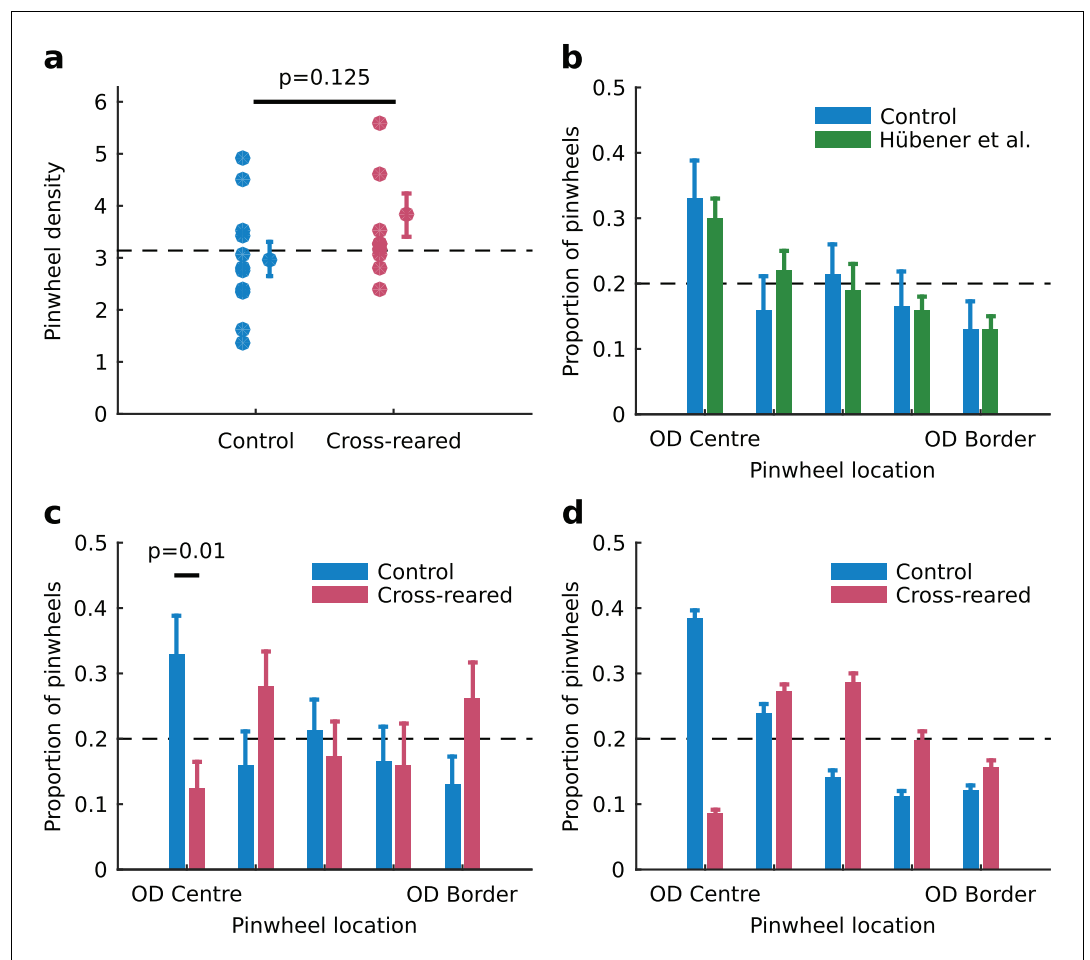 a
p=0.125
6
5
4
3
2
1
0
Pinwheel density
Control
Cross-reared
b
0.5
0.4
0.3
0.2
0.1
0
Proportion of pinwheels
Control
Hübener et al.
OD Centre
OD Border
Pinwheel location
c
p=0.01
0.5
0.4
0.3
0.2
0.1
0
Proportion of pinwheels
Control
Cross-reared
OD Centre
OD Border
Pinwheel location
d
0.5
0.4
0.3
0.2
0.1
0
Proportion of pinwheels
Control
Cross-reared
OD Centre
OD Border
Pinwheel location